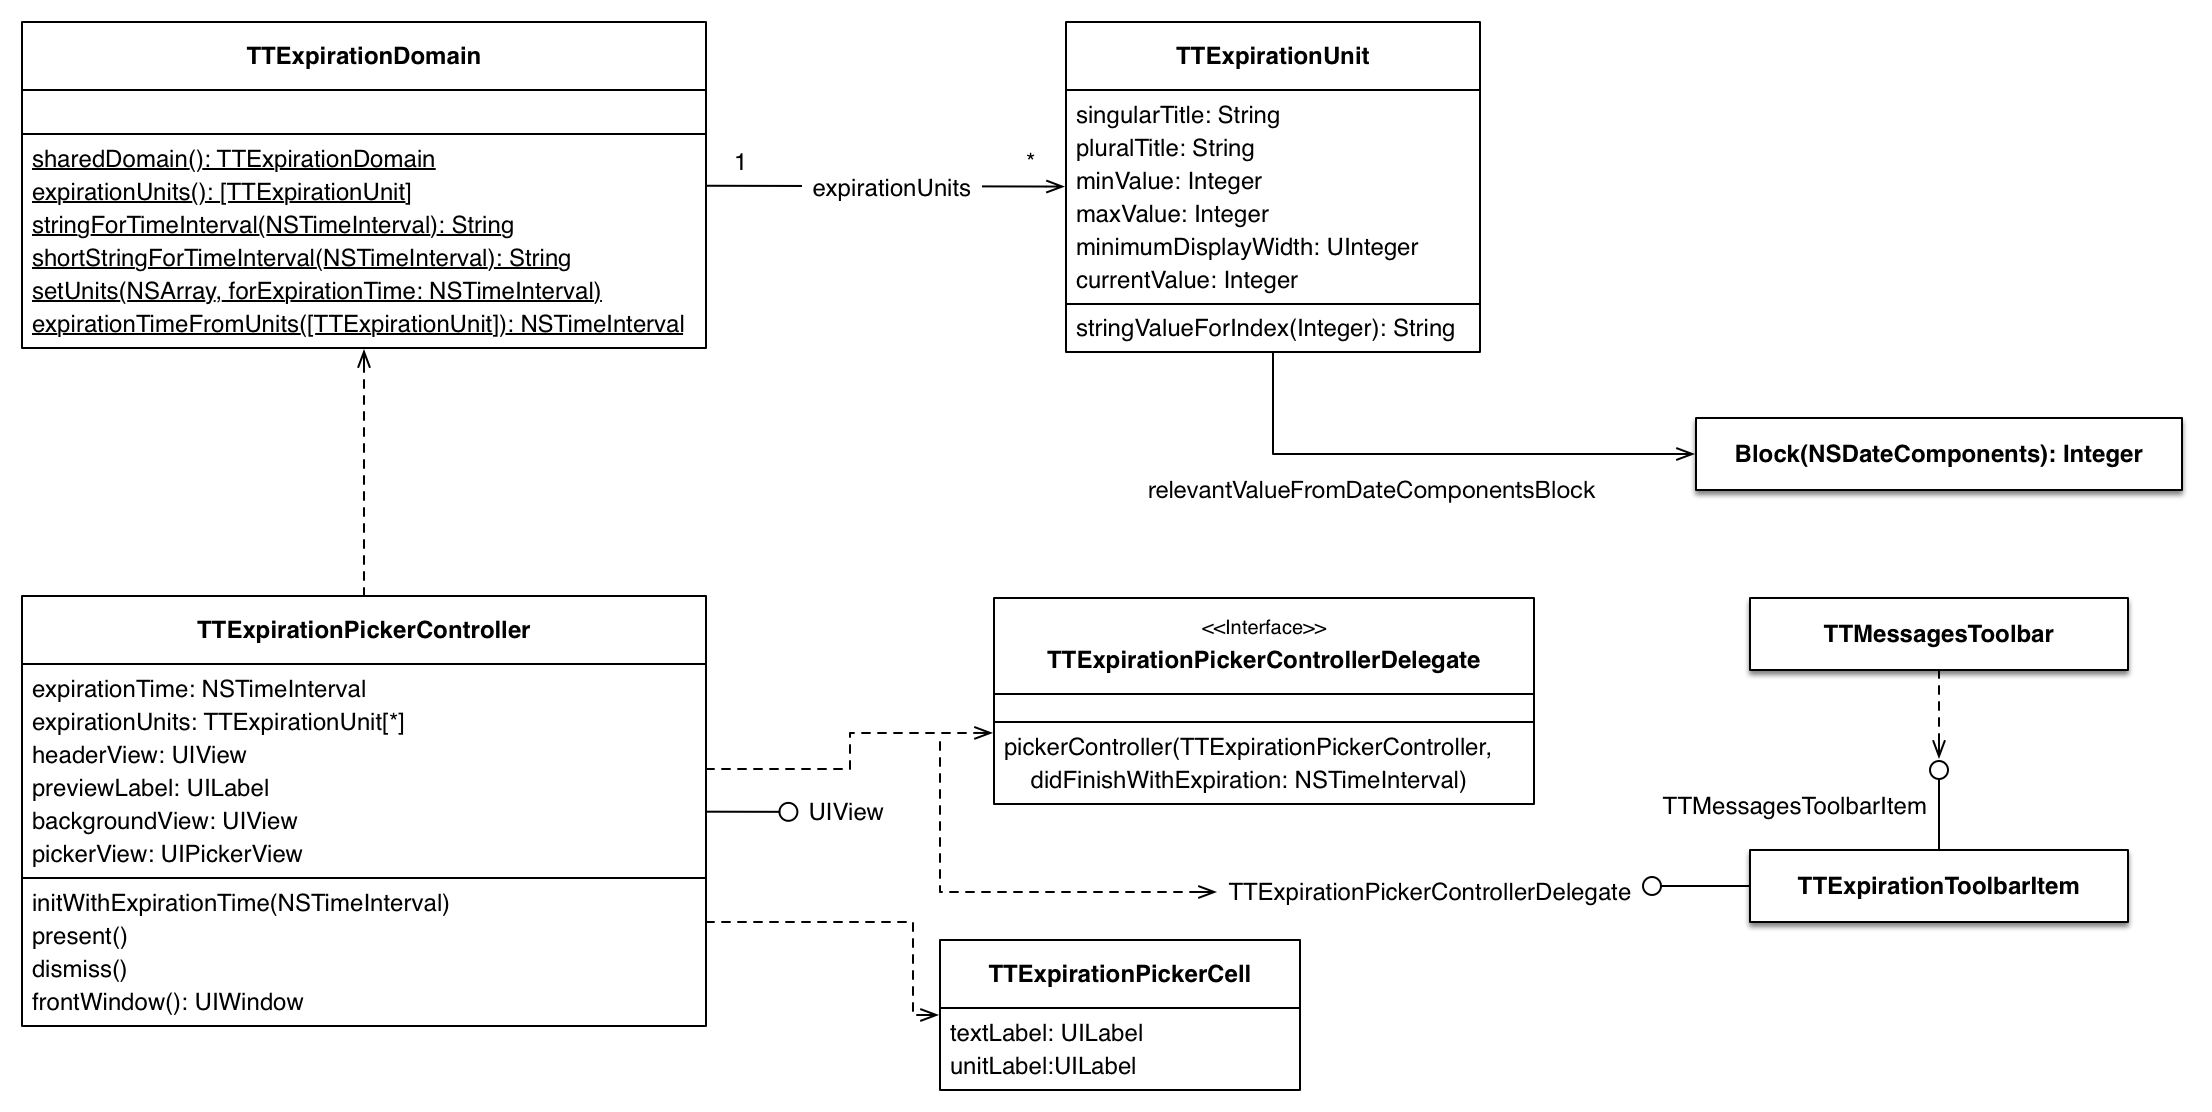 TTExpirationDomain
sharedDomain(): TTExpirationDomain
expirationUnits(): [TTExpirationUnit]
stringForTimeInterval(NSTimeInterval): String
shortStringForTimeInterval(NSTimeInterval): String
setUnits(NSArray, forExpirationTime: NSTimeInterval)
expirationTimeFromUnits([TTExpirationUnit]): NSTimeInterval
1
*
expirationUnits
TTExpirationUnit
singularTitle: String
pluralTitle: String
minValue: Integer
maxValue: Integer
minimumDisplayWidth: UInteger
currentValue: Integer
stringValueForIndex(Integer): String
Block(NSDateComponents): Integer
relevantValueFromDateComponentsBlock
TTExpirationPickerController
expirationTime: NSTimeInterval
expirationUnits: TTExpirationUnit[*]
headerView: UIView
previewLabel: UILabel
backgroundView: UIView
pickerView: UIPickerView
initWithExpirationTime(NSTimeInterval)
present()
dismiss()
frontWindow(): UIWindow
UIView
<<Interface>>
TTExpirationPickerControllerDelegate
pickerController(TTExpirationPickerController,
didFinishWithExpiration: NSTimeInterval)
TTMessagesToolbar
TTMessagesToolbarItem
TTExpirationToolbarItem
TTExpirationPickerControllerDelegate
TTExpirationPickerCell
textLabel: UILabel
unitLabel:UILabel